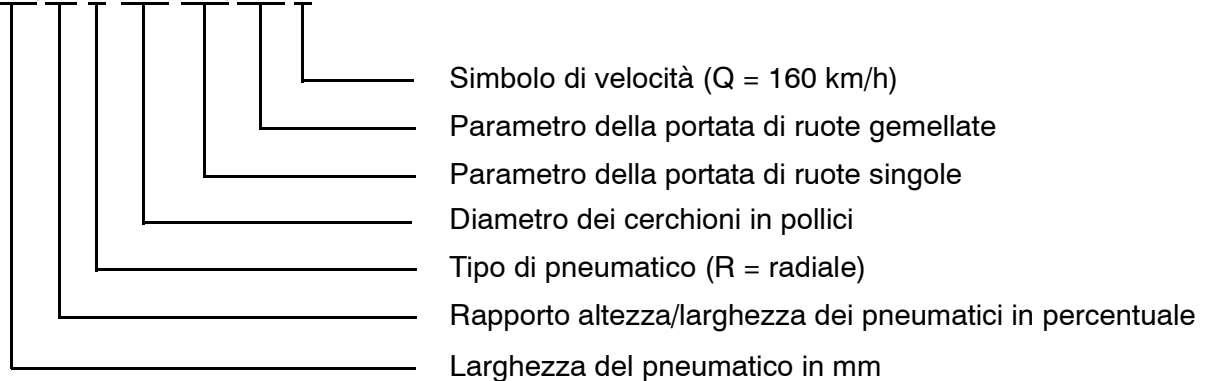 Simbolo di velocità (Q = 160 km/h)
Parametro della portata di ruote gemellate
Parametro della portata di ruote singole
Diametro dei cerchioni in pollici
Tipo di pneumatico (R = radiale)
Rapporto altezza/larghezza dei pneumatici in percentuale
Larghezza del pneumatico in mm